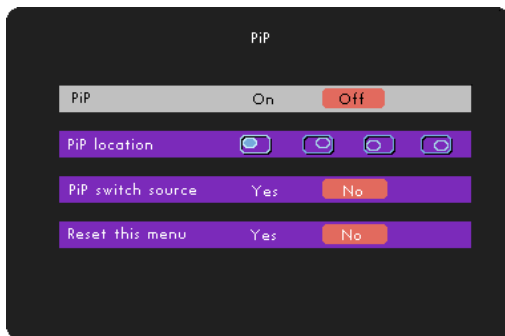 PiP
PiP On Off
PiP location
PiP switch source Yes No
Reset this menu Yes No